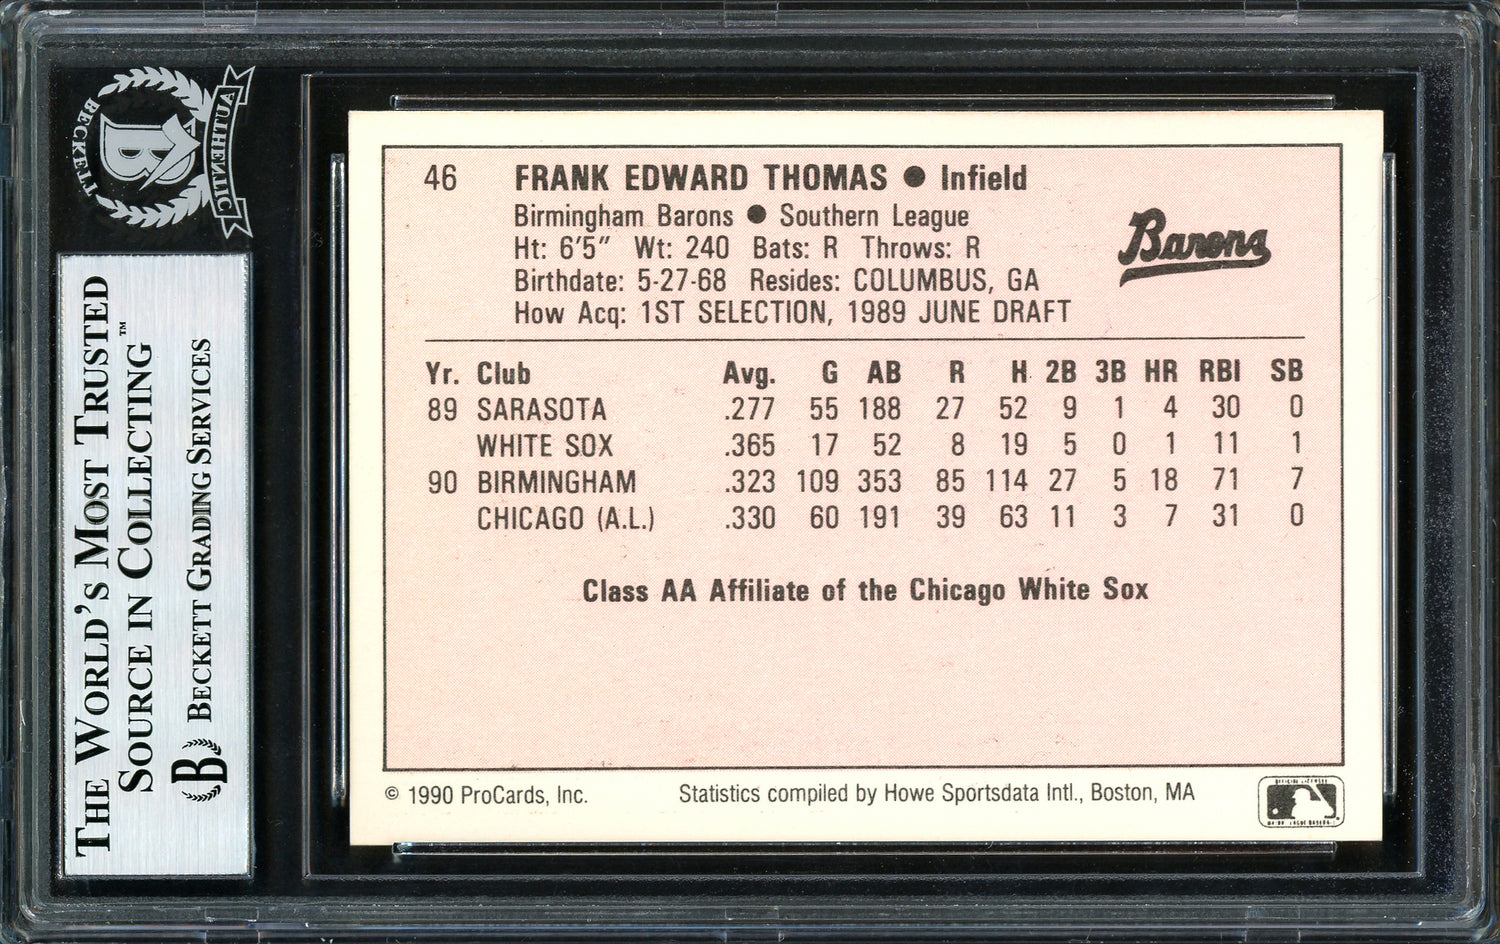 BECKETT
AUTHENTIC
B
THE WORLD'S MOST TRUSTED
SOURCE IN COLLECTING™
BECKETT GRADING SERVICES
B
46 FRANK EDWARD THOMAS ● Infield
Birmingham Barons ● Southern League
Ht: 6'5" Wt: 240 Bats: R Throws: R
Birthdate: 5-27-68 Resides: COLUMBUS, GA
How Acq: 1ST SELECTION, 1989 JUNE DRAFT
Barons
Yr. Club Avg. G AB R H 2B 3B HR RBI SB
89 SARASOTA .277 55 188 27 52 9 1 4 30 0
WHITE SOX .365 17 52 8 19 5 0 1 11 1
90 BIRMINGHAM .323 109 353 85 114 27 5 18 71 7
CHICAGO (A.L.) .330 60 191 39 63 11 3 7 31 0
Class AA Affiliate of the Chicago White Sox
© 1990 ProCards, Inc. Statistics compiled by Howe Sportsdata Intl., Boston, MA